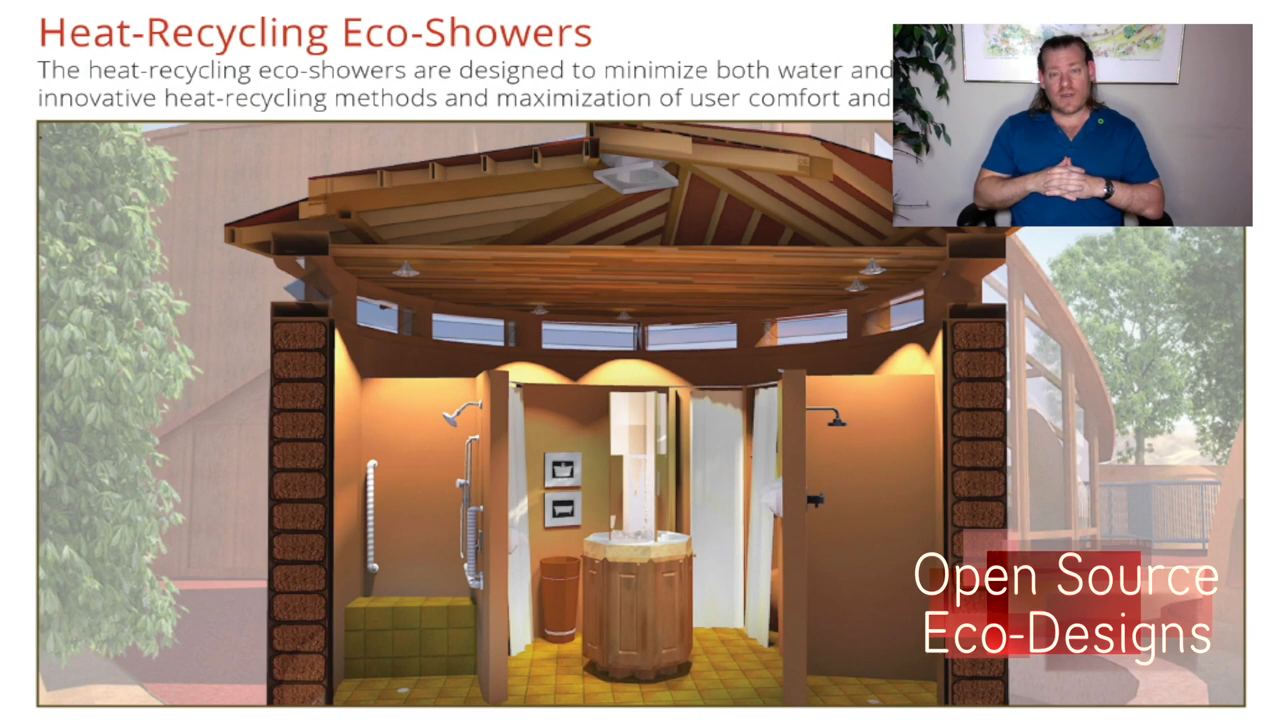 Heat-Recycling Eco-Showers
The heat-recycling eco-showers are designed to minimize both water and
innovative heat-recycling methods and maximization of user comfort and
Open Source
Eco-Designs